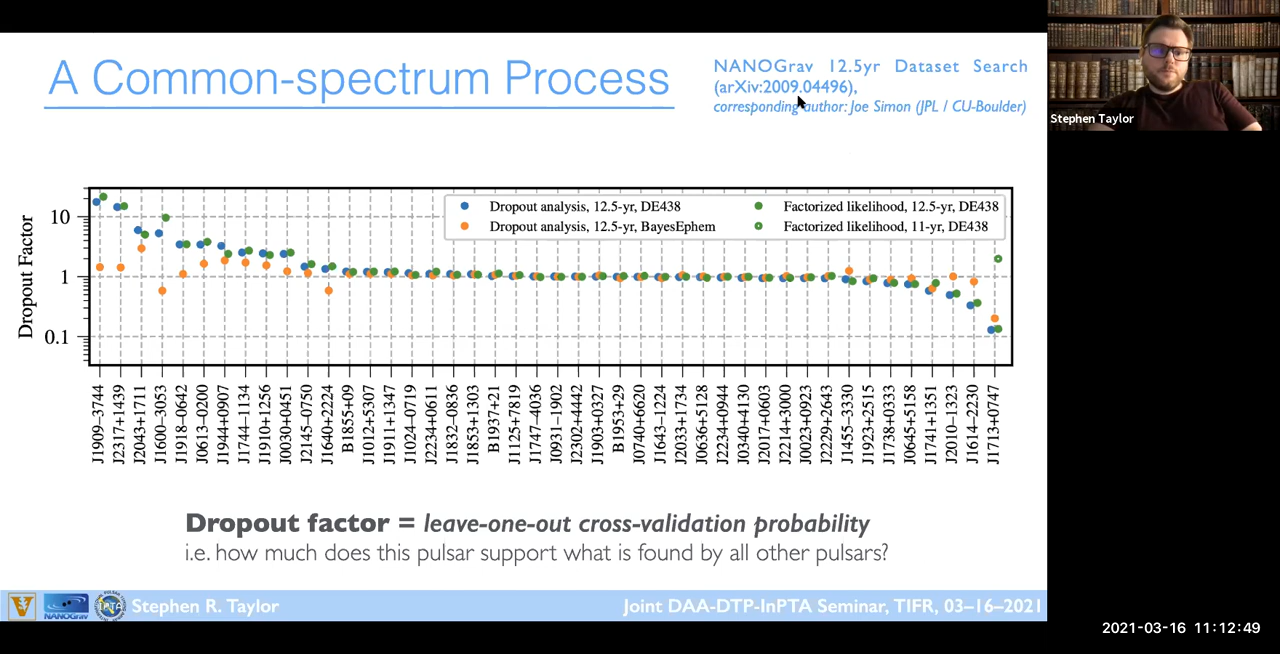 A Common-spectrum Process
NANOGrav 12.5yr Dataset Search
(arXiv:2009.04496),
corresponding author: Joe Simon (JPL / CU-Boulder)
Stephen Taylor
Dropout Factor
10
1
0.1
Dropout analysis, 12.5-yr, DE438
Dropout analysis, 12.5-yr, BayesEphem
Factorized likelihood, 12.5-yr, DE438
Factorized likelihood, 11-yr, DE438
J1909−3744
J2317+1439
J2043+1711
J1600−3053
J1918−0642
J0613−0200
J1944+0907
J1744−1134
J1910+1256
J0030+0451
J2145−0750
J1640+2224
B1855+09
J1012+5307
J1911+1347
J1024−0719
J2234+0611
J1832−0836
J1853+1303
B1937+21
J1125+7819
J1747−4036
J0931−1902
J2302+4442
J1903+0327
B1953+29
J0740+6620
J1643−1224
J2033+1734
J0636+5128
J2234+0944
J0340+4130
J2017+0603
J2214+3000
J0023+0923
J2229+2643
J1455−3330
J1923+2515
J1738+0333
J0645+5158
J1741+1351
J2010−1323
J1614−2230
J1713+0747
Dropout factor = leave-one-out cross-validation probability
i.e. how much does this pulsar support what is found by all other pulsars?
V
NANOGrav
IPTA
Stephen R. Taylor
Joint DAA-DTP-InPTA Seminar, TIFR, 03–16–2021
2021-03-16 11:12:49